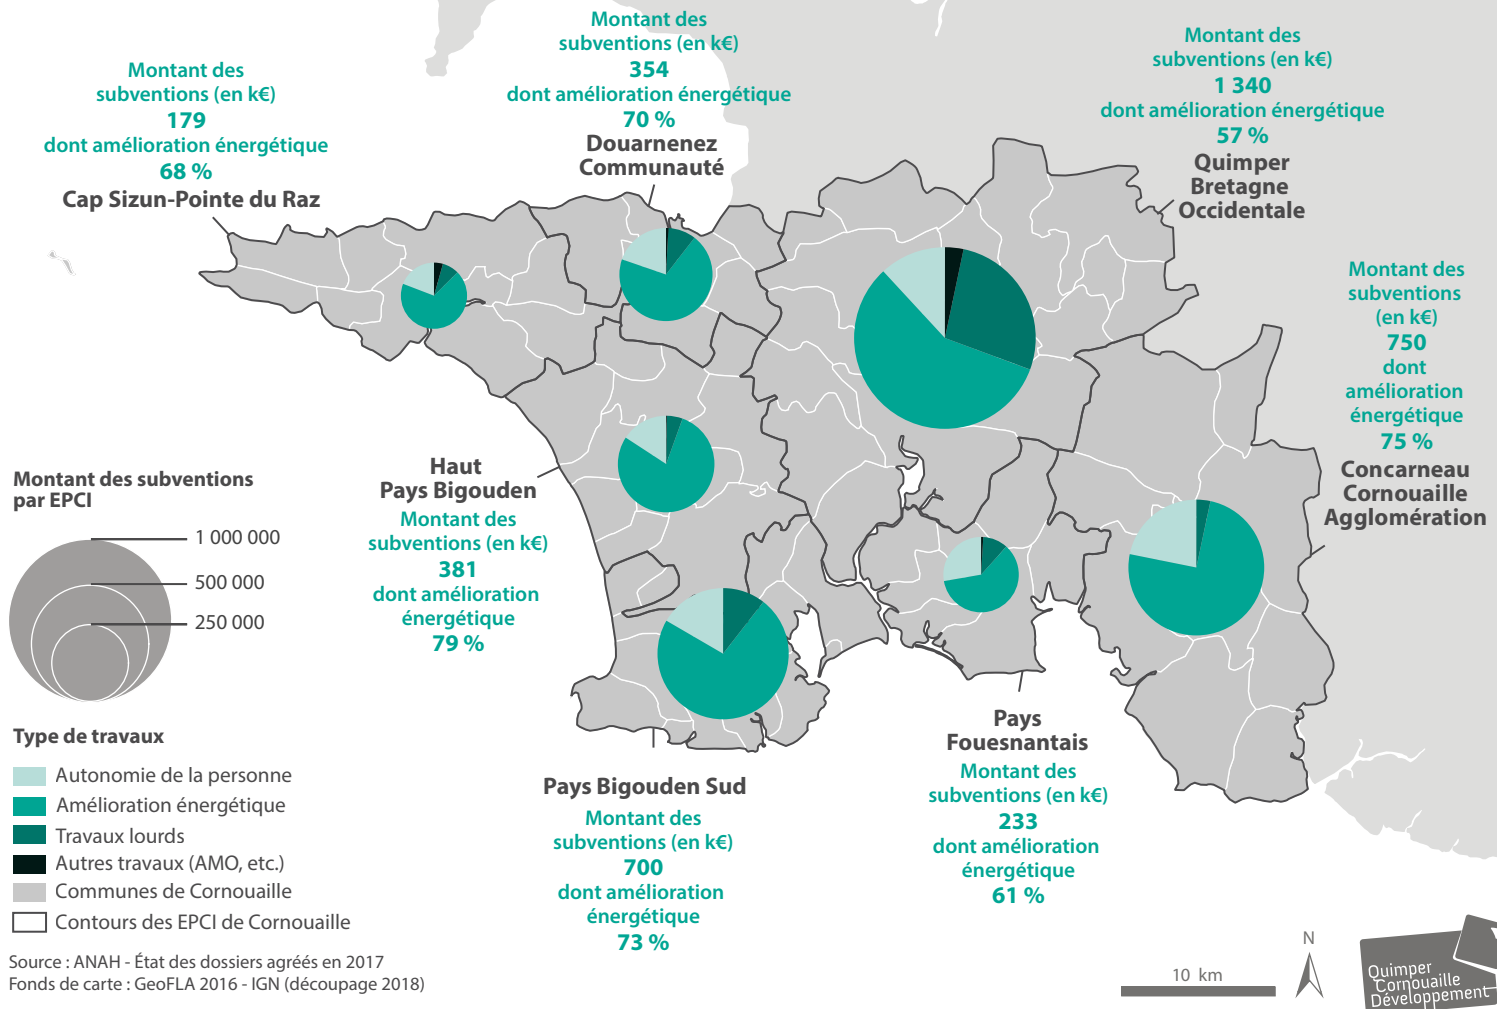 Montant des
subventions (en k€)
179
dont amélioration énergétique
68 %
Cap Sizun-Pointe du Raz
Montant des
subventions (en k€)
354
dont amélioration énergétique
70 %
Douarnenez
Communauté
Montant des
subventions (en k€)
1 340
dont amélioration énergétique
57 %
Quimper
Bretagne
Occidentale
Montant des
subventions
(en k€)
750
dont
amélioration
énergétique
75 %
Concarneau
Cornouaille
Agglomération
Haut
Pays Bigouden
Montant des
subventions (en k€)
381
dont amélioration
énergétique
79 %
Pays Bigouden Sud
Montant des
subventions (en k€)
700
dont amélioration
énergétique
73 %
Pays
Fouesnantais
Montant des
subventions (en k€)
233
dont amélioration
énergétique
61 %
Montant des subventions
par EPCI
1 000 000
500 000
250 000
Type de travaux
Autonomie de la personne
Amélioration énergétique
Travaux lourds
Autres travaux (AMO, etc.)
Communes de Cornouaille
Contours des EPCI de Cornouaille
Source : ANAH - État des dossiers agréés en 2017
Fonds de carte : GeoFLA 2016 - IGN (découpage 2018)
10 km
N
Quimper
Cornouaille
Développement